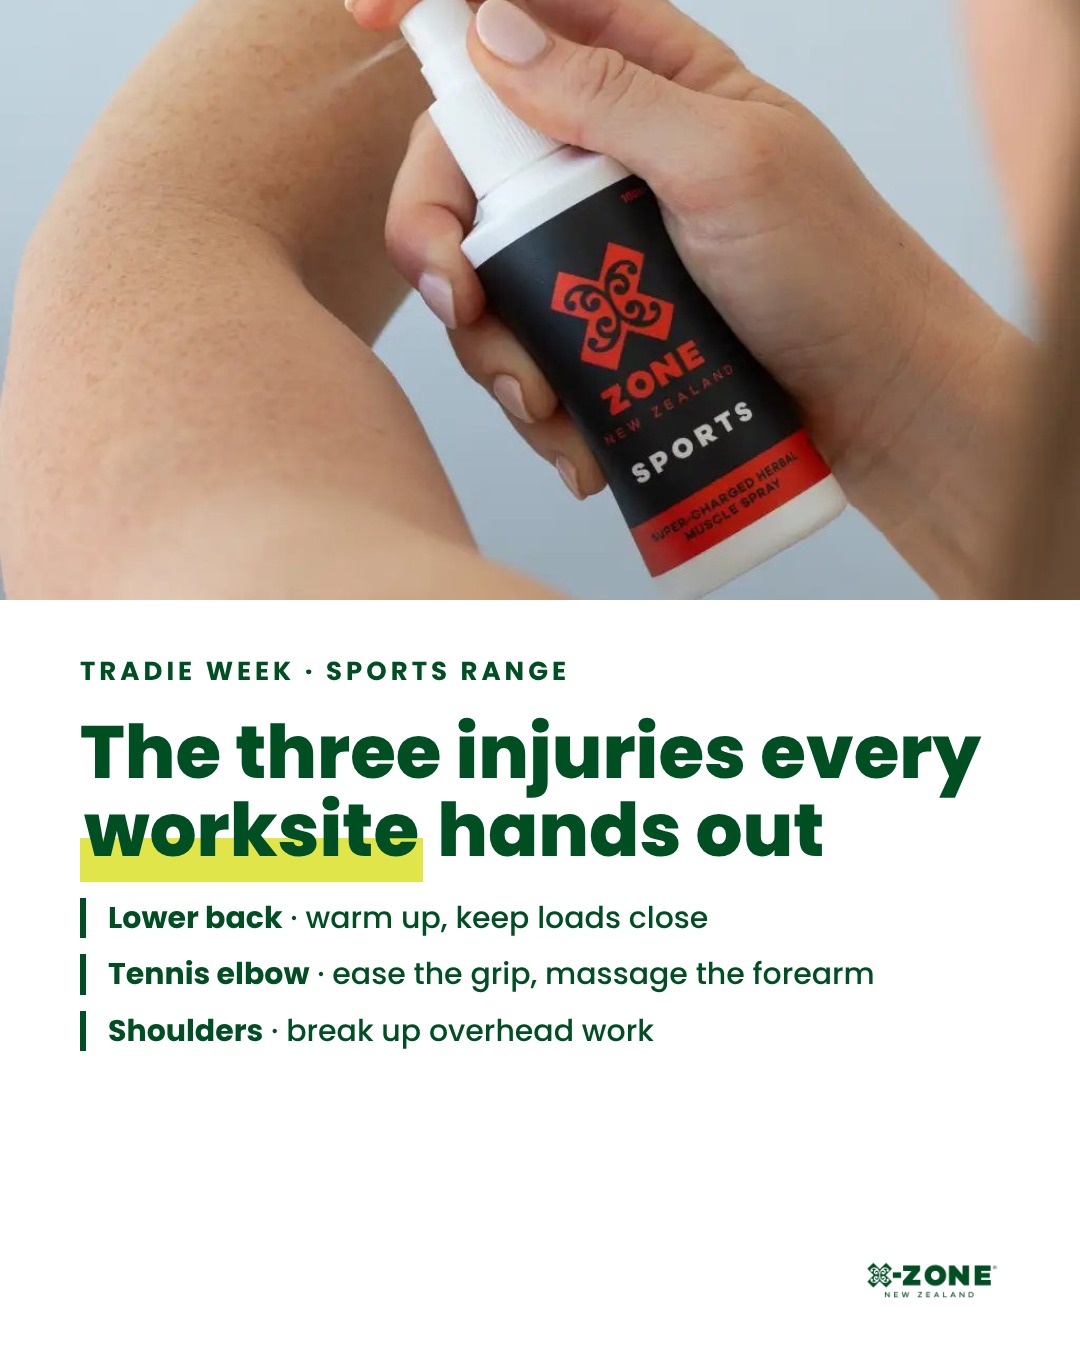 ZONE
NEW ZEALAND
SPORTS
SUPER-CHARGED HERBAL
MUSCLE SPRAY
TRADIE WEEK · SPORTS RANGE
The three injuries every
worksite hands out
Lower back · warm up, keep loads close
Tennis elbow · ease the grip, massage the forearm
Shoulders · break up overhead work
X-ZONE®
NEW ZEALAND